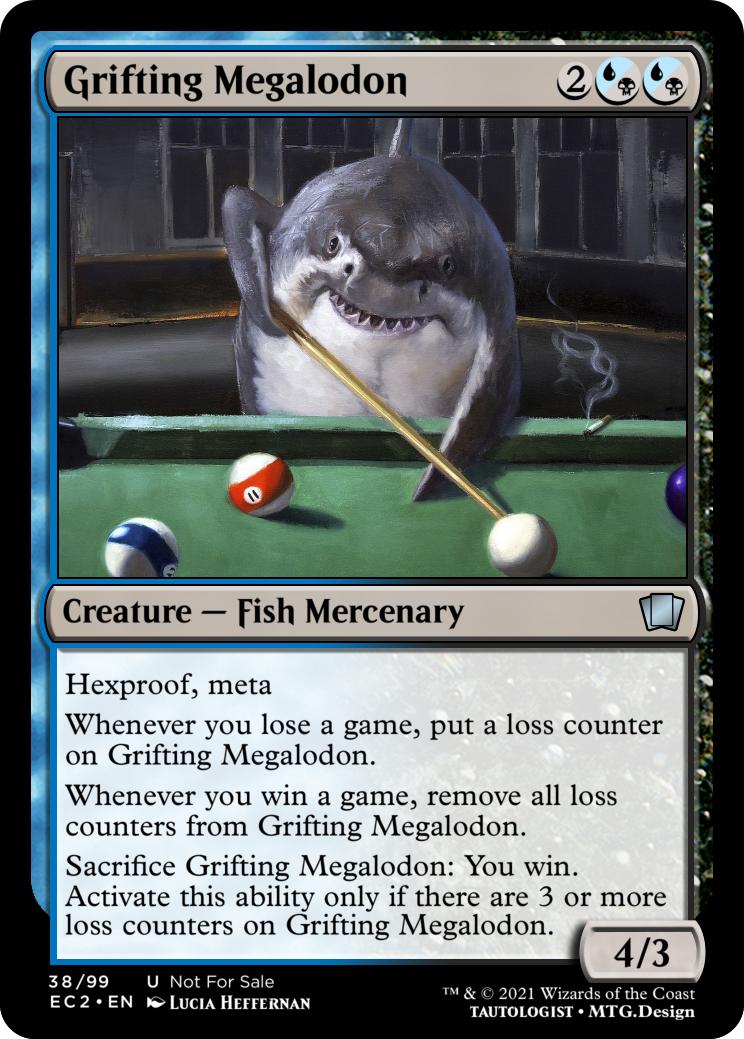 Grifting Megalodon 2
11
Creature — Fish Mercenary
Hexproof, meta
Whenever you lose a game, put a loss counter
on Grifting Megalodon.
Whenever you win a game, remove all loss
counters from Grifting Megalodon.
Sacrifice Grifting Megalodon: You win.
Activate this ability only if there are 3 or more
loss counters on Grifting Megalodon.
4/3
38/99 U Not For Sale
EC2 • EN Lucia Heffernan
™ & © 2021 Wizards of the Coast
TAUTOLOGIST • MTG.Design